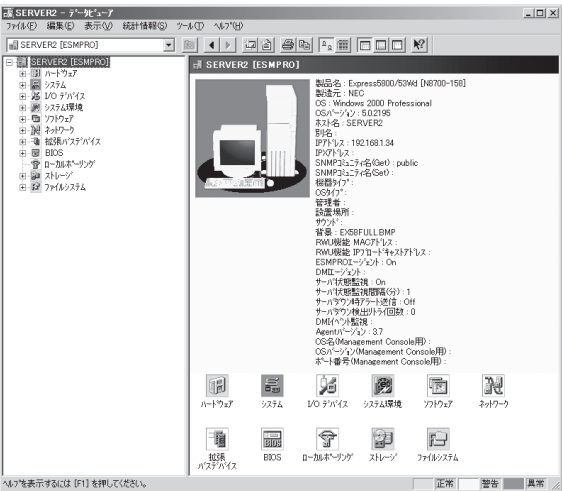 SERVER2 - ﾃﾞｰﾀﾋﾞｭｰｱ
ﾌｧｲﾙ(F) 編集(E) 表示(V) 統計情報(S) ﾂｰﾙ(T) ﾍﾙﾌﾟ(H)
SERVER2 [ESMPRO]
SERVER2 [ESMPRO]
ﾊｰﾄﾞｳｪｱ
システム
I/O ﾃﾞﾊﾞｲｽ
システム環境
ｿﾌﾄｳｪｱ
ﾈｯﾄﾜｰｸ
拡張ﾊﾞｽﾃﾞﾊﾞｲｽ
BIOS
ﾛｰｶﾙﾎﾟｰﾘﾝｸﾞ
ｽﾄﾚｰｼﾞ
ﾌｧｲﾙｼｽﾃﾑ
SERVER2 [ESMPRO]
製品名 : Express5800/53Wd [N8700-158]
製造元 : NEC
OS : Windows 2000 Professional
OSﾊﾞｰｼﾞｮﾝ : 5.0.2195
ﾎｽﾄ名 : SERVER2
別名 :
IPｱﾄﾞﾚｽ : 192.168.1.34
IPXｱﾄﾞﾚｽ :
SNMPｺﾐｭﾆﾃｨ名(Get) : public
SNMPｺﾐｭﾆﾃｨ名(Set) :
機器ﾀｲﾌﾟ :
OSﾀｲﾌﾟ :
管理者 :
設置場所 :
ｻｳﾝﾄﾞ :
背景 : EX58FULL.BMP
RWU機能 MACｱﾄﾞﾚｽ :
RWU機能 IPﾌﾞﾛｰﾄﾞｷｬｽﾄｱﾄﾞﾚｽ :
ESMPROｴｰｼﾞｪﾝﾄ : On
DMIｴｰｼﾞｪﾝﾄ :
ｻｰﾊﾞ状態監視 : On
ｻｰﾊﾞ状態監視間隔(分) : 1
ｻｰﾊﾞﾀﾞｳﾝ時ｱﾗｰﾄ送信 : Off
ｻｰﾊﾞﾀﾞｳﾝ検出ﾘﾄﾗｲ回数 : 0
DMIｲﾍﾞﾝﾄ監視 :
Agentﾊﾞｰｼﾞｮﾝ : 3.7
OS名(Management Console用) :
OSﾊﾞｰｼﾞｮﾝ(Management Console用) :
ﾎﾟｰﾄ番号(Management Console用) :
ﾊｰﾄﾞｳｪｱ システム I/O ﾃﾞﾊﾞｲｽ システム環境 ｿﾌﾄｳｪｱ ﾈｯﾄﾜｰｸ
BIOS
拡張 BIOS ﾛｰｶﾙﾎﾟｰﾘﾝｸﾞ ｽﾄﾚｰｼﾞ ﾌｧｲﾙｼｽﾃﾑ
ﾊﾞｽﾃﾞﾊﾞｲｽ
ﾍﾙﾌﾟを表示するには [F1] を押してください。 正常 警告 異常